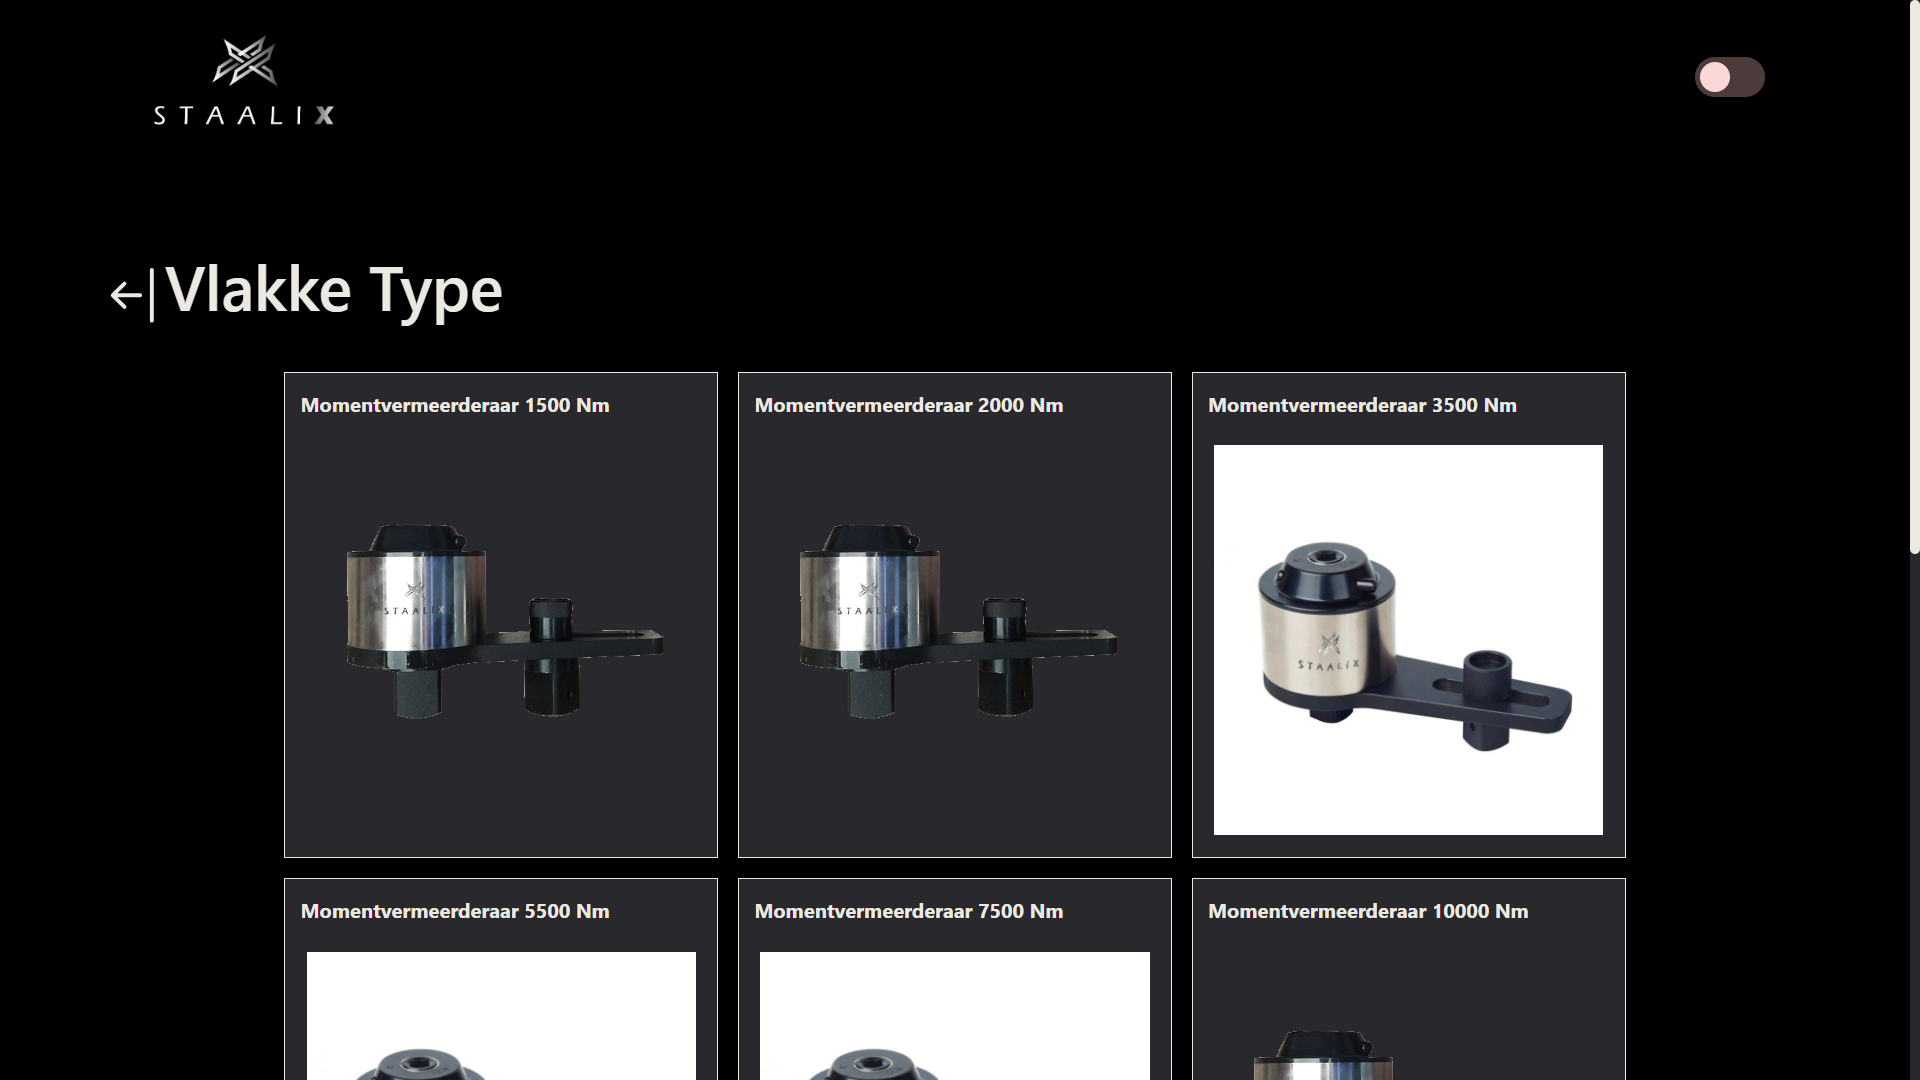 STAALIX
Vlakke Type
Momentvermeerderaar 1500 Nm
Momentvermeerderaar 2000 Nm
Momentvermeerderaar 3500 Nm
STAALIX
STAALIX
STAALIX
Momentvermeerderaar 5500 Nm
Momentvermeerderaar 7500 Nm
Momentvermeerderaar 10000 Nm